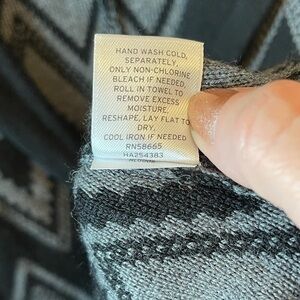 HAND WASH COLD,
SEPARATELY,
ONLY NON-CHLORINE
BLEACH IF NEEDED,
ROLL IN TOWEL TO
REMOVE EXCESS
MOISTURE,
RESHAPE, LAY FLAT TO
DRY.
COOL IRON IF NEEDED
RN58665
HA254383